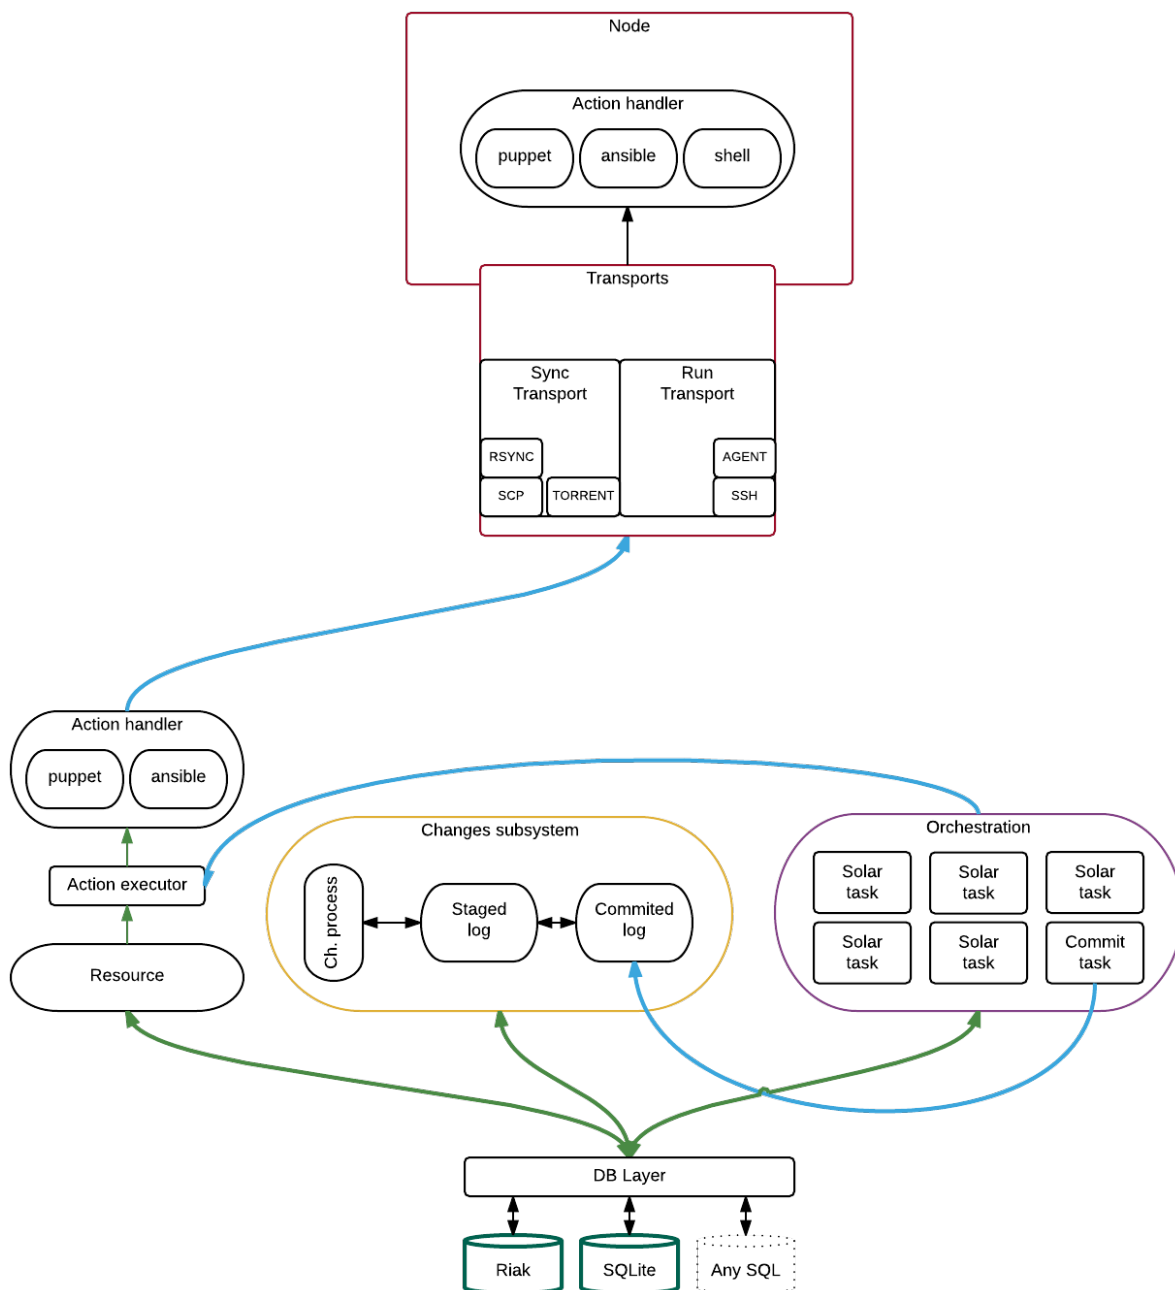 Node
Action handler
puppet
ansible
shell
Transports
Sync
Transport
Run
Transport
RSYNC
AGENT
SCP
TORRENT
SSH
Action handler
puppet
ansible
Action executor
Resource
Changes subsystem
Ch. process
Staged
log
Commited
log
Orchestration
Solar
task
Solar
task
Solar
task
Solar
task
Solar
task
Commit
task
DB Layer
Riak
SQLite
Any SQL